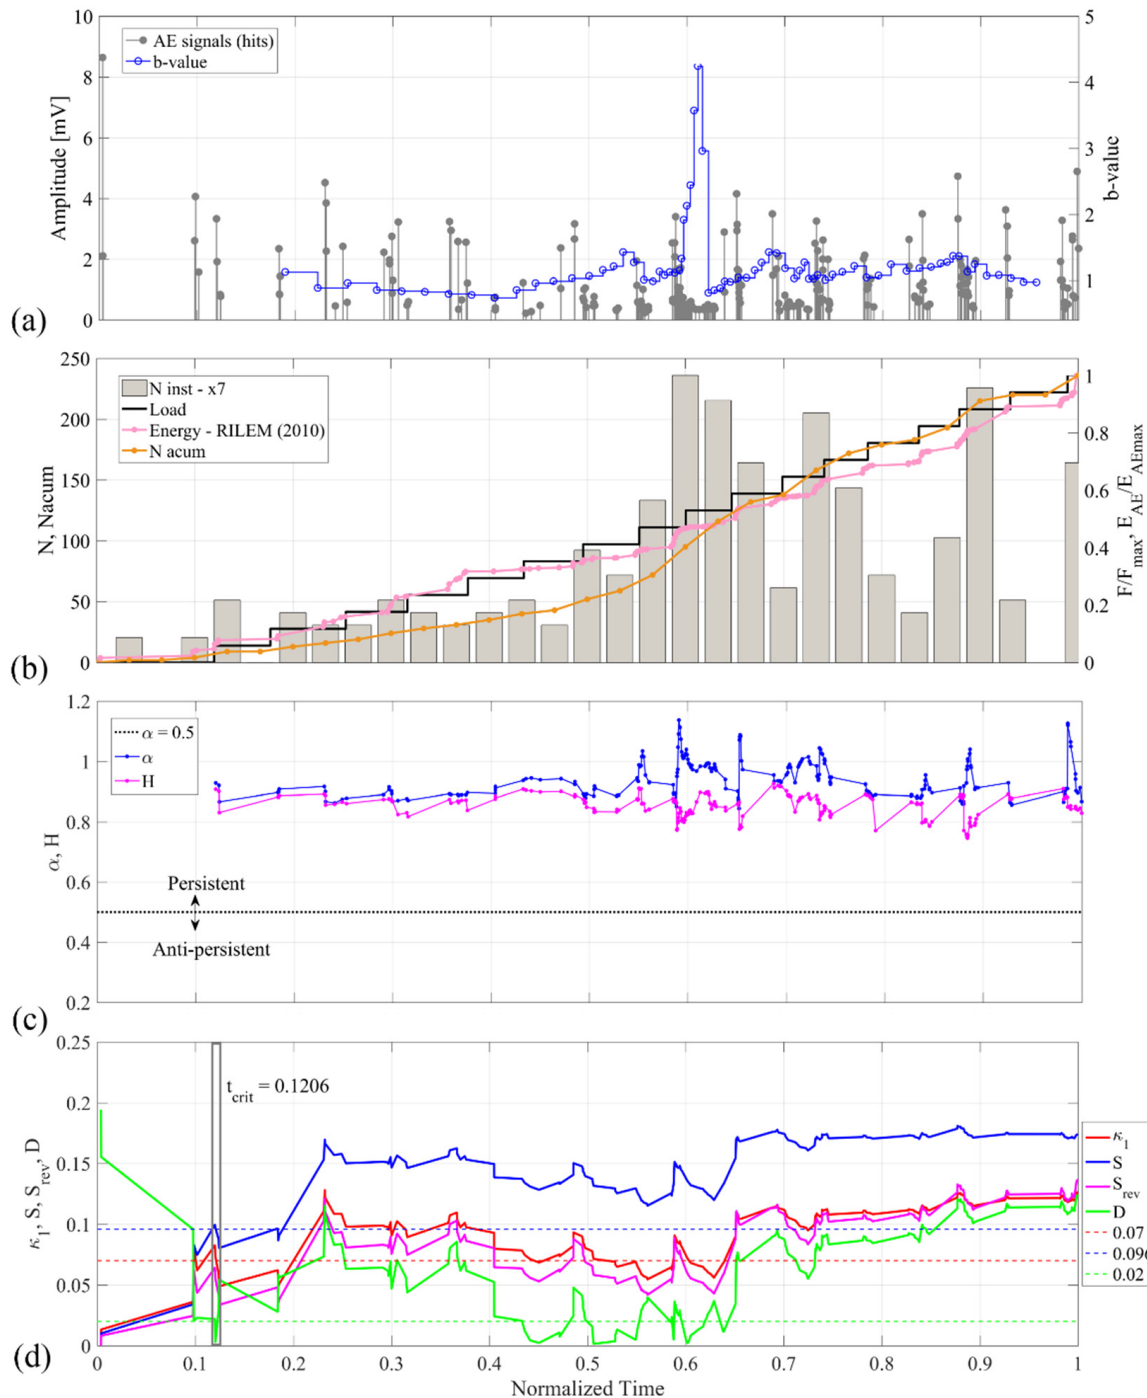 10
8
6
4
2
0
Amplitude [mV]
AE signals (hits)
b-value
5
4
3
2
1
b-value
(a)
250
200
150
100
50
0
N, Nacum
N inst - x7
Load
Energy - RILEM (2010)
N acum
1
0.8
0.6
0.4
0.2
0
F/Fmax, EAE/EAEmax
(b)
1.2
1
0.8
0.6
0.4
0.2
α, H
α = 0.5
α
H
Persistent
Anti-persistent
(c)
0.25
0.2
0.15
0.1
0.05
0
κ1, S, Srev, D
tcrit = 0.1206
κ1
S
Srev
D
0.07
0.096
0.02
(d)
0 0.1 0.2 0.3 0.4 0.5 0.6 0.7 0.8 0.9 1
Normalized Time